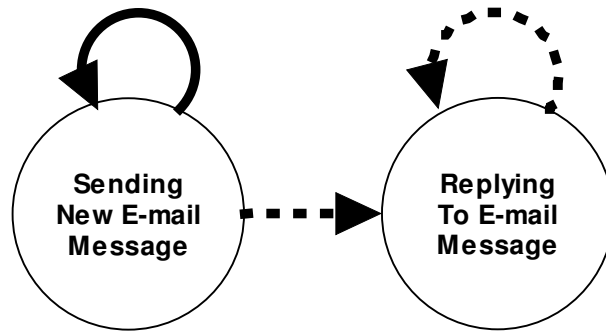 Sending
New E-mail
Message
Replying
To E-mail
Message